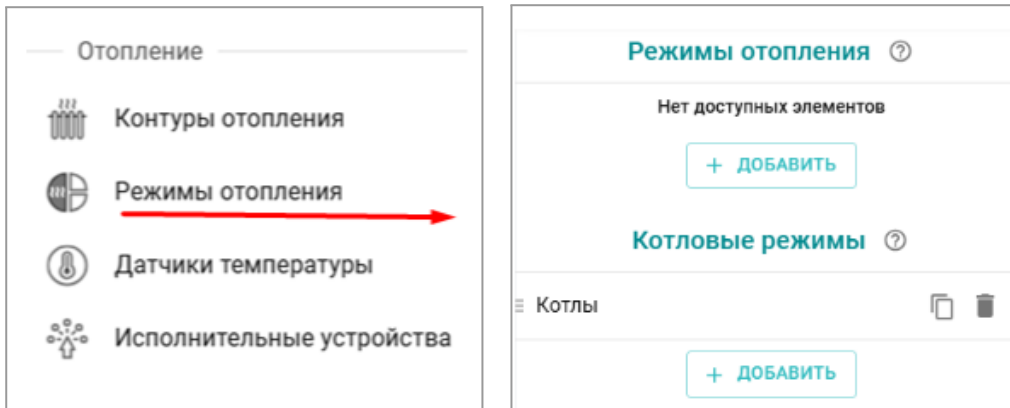 Отопление
Контуры отопления
Режимы отопления
Датчики температуры
Исполнительные устройства
Режимы отопления ?
Нет доступных элементов
+ ДОБАВИТЬ
Котловые режимы ?
Котлы
+ ДОБАВИТЬ